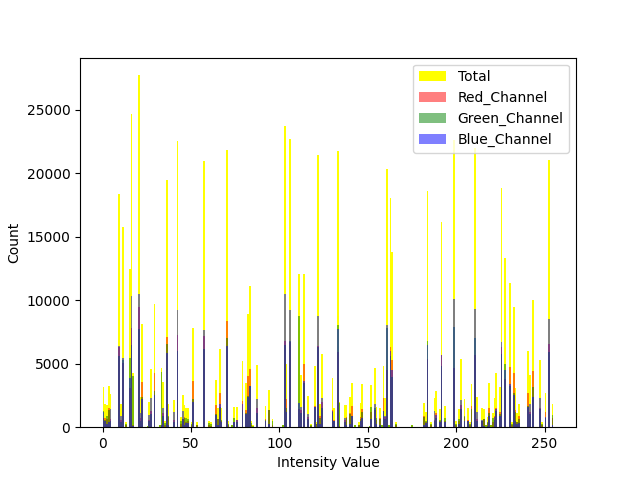 Total
Red_Channel
Green_Channel
Blue_Channel
25000
20000
15000
10000
5000
0
Count
0 50 100 150 200 250
Intensity Value